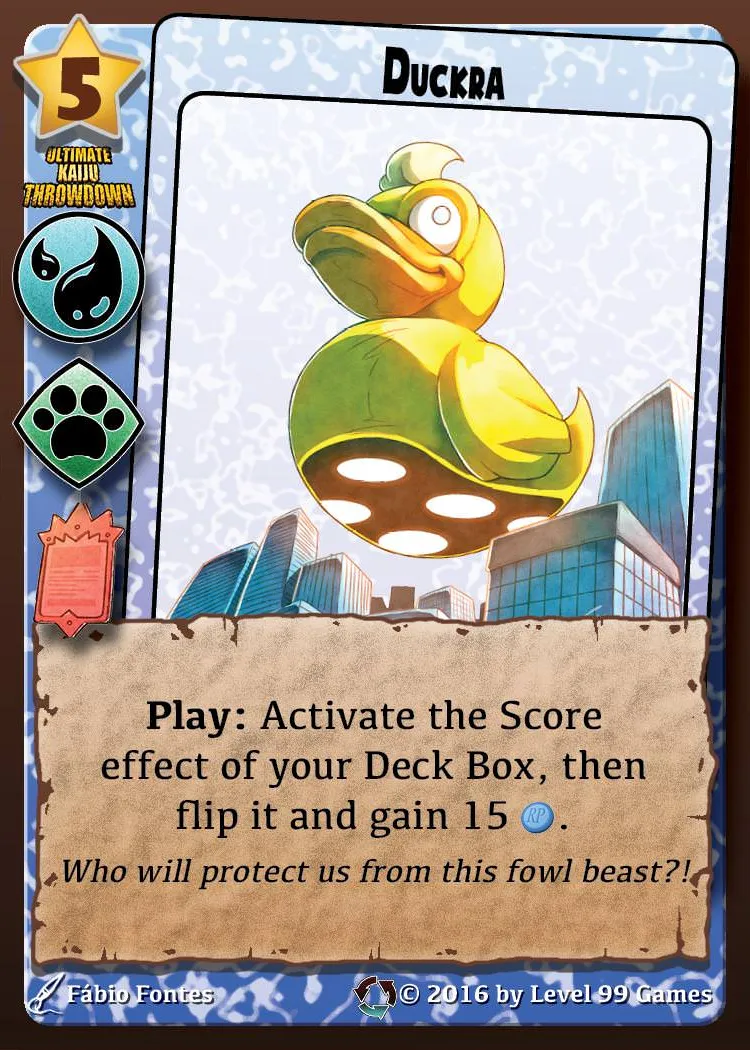 5
DUCKRA
ULTIMATE
KAIJU
THROWDOWN
Play: Activate the Score
effect of your Deck Box, then
flip it and gain 15 RP.
Who will protect us from this fowl beast?!
Fábio Fontes
© 2016 by Level 99 Games